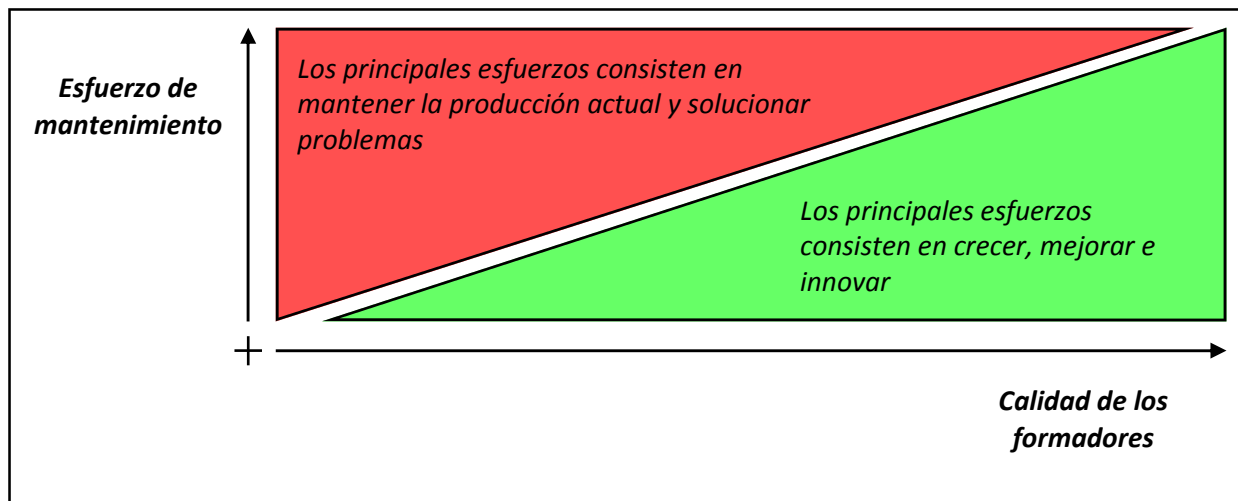 Esfuerzo de
mantenimiento
Los principales esfuerzos consisten en
mantener la producción actual y solucionar
problemas
Los principales esfuerzos
consisten en crecer, mejorar e
innovar
Calidad de los
formadores